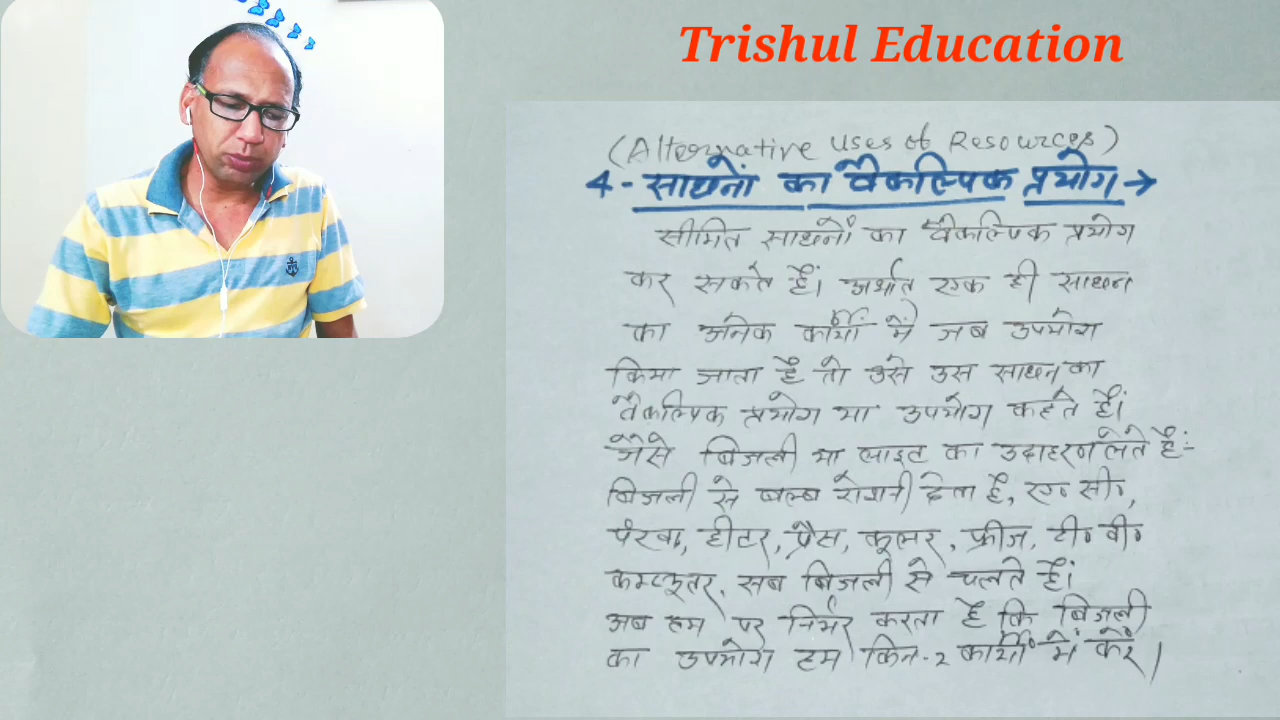 Trishul Education
(Alternative Uses of Resources)
4- साधनों का वैकल्पिक प्रयोग →
सीमित साधनों का वैकल्पिक प्रयोग
कर सकते हैं। अर्थात एक ही साधन
का अनेक कार्यों में जब उपयोग
किया जाता है तो उसे उस साधन का
वैकल्पिक प्रयोग या उपयोग कहते हैं।
जैसे बिजली या लाइट का उदाहरण लेते हैं:-
बिजली से बल्ब रोशनी देता है, ए० सी०,
पंखा, हीटर, प्रैस, कूलर, फ्रीज, टी० वी०
कम्प्यूटर, सब बिजली से चलते हैं।
अब हम पर निर्भर करता है कि बिजली
का उपयोग हम किन-2 कार्यों में करें।